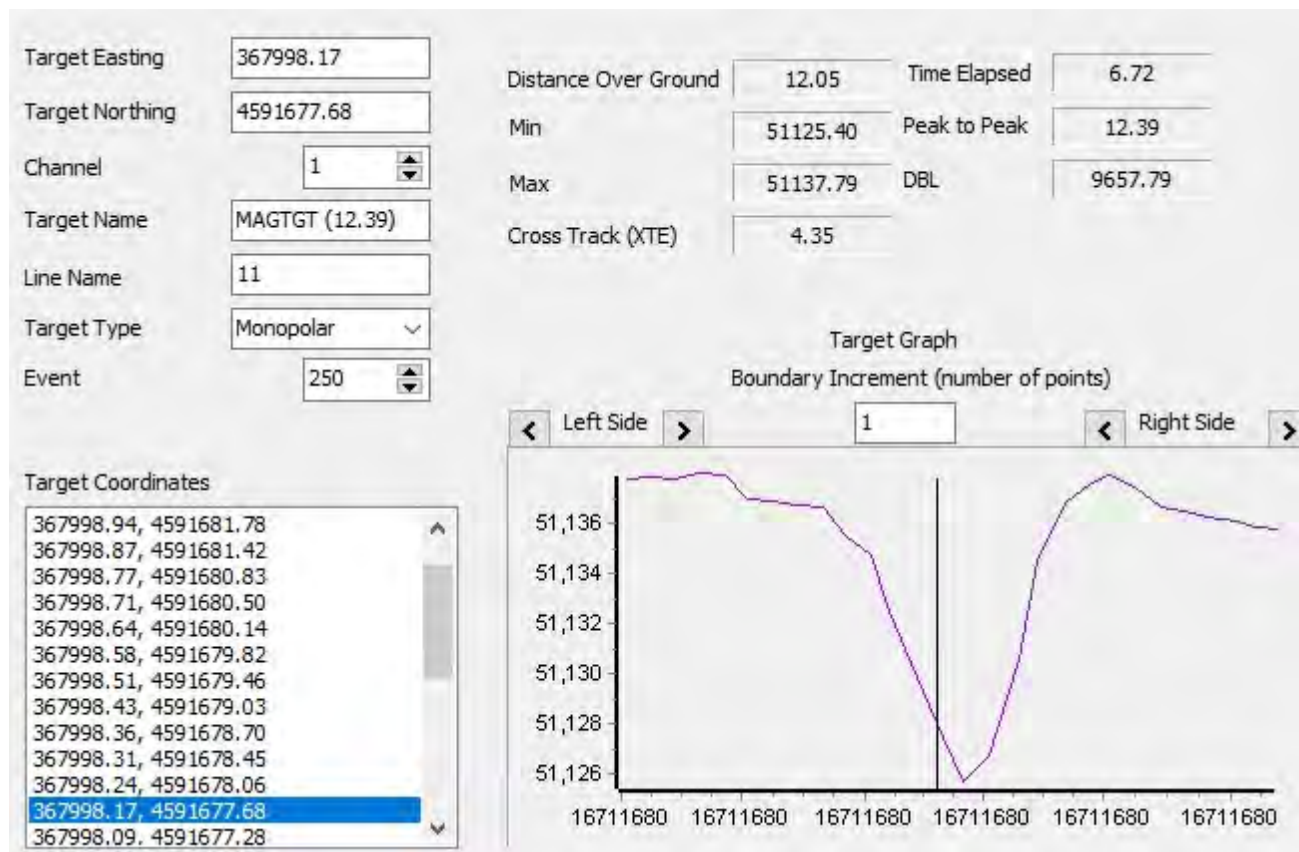 Target Easting 367998.17
Target Northing 4591677.68
Channel 1
Target Name MAGTGT (12.39)
Line Name 11
Target Type Monopolar
Event 250
Distance Over Ground 12.05 Time Elapsed 6.72
Min 51125.40 Peak to Peak 12.39
Max 51137.79 DBL 9657.79
Cross Track (XTE) 4.35
Target Graph
Boundary Increment (number of points)
Left Side 1 Right Side
Target Coordinates
367998.94, 4591681.78
367998.87, 4591681.42
367998.77, 4591680.83
367998.71, 4591680.50
367998.64, 4591680.14
367998.58, 4591679.82
367998.51, 4591679.46
367998.43, 4591679.03
367998.36, 4591678.70
367998.31, 4591678.45
367998.24, 4591678.06
367998.17, 4591677.68
367998.09, 4591677.28
51,136
51,134
51,132
51,130
51,128
51,126
16711680 16711680 16711680 16711680 16711680 16711680